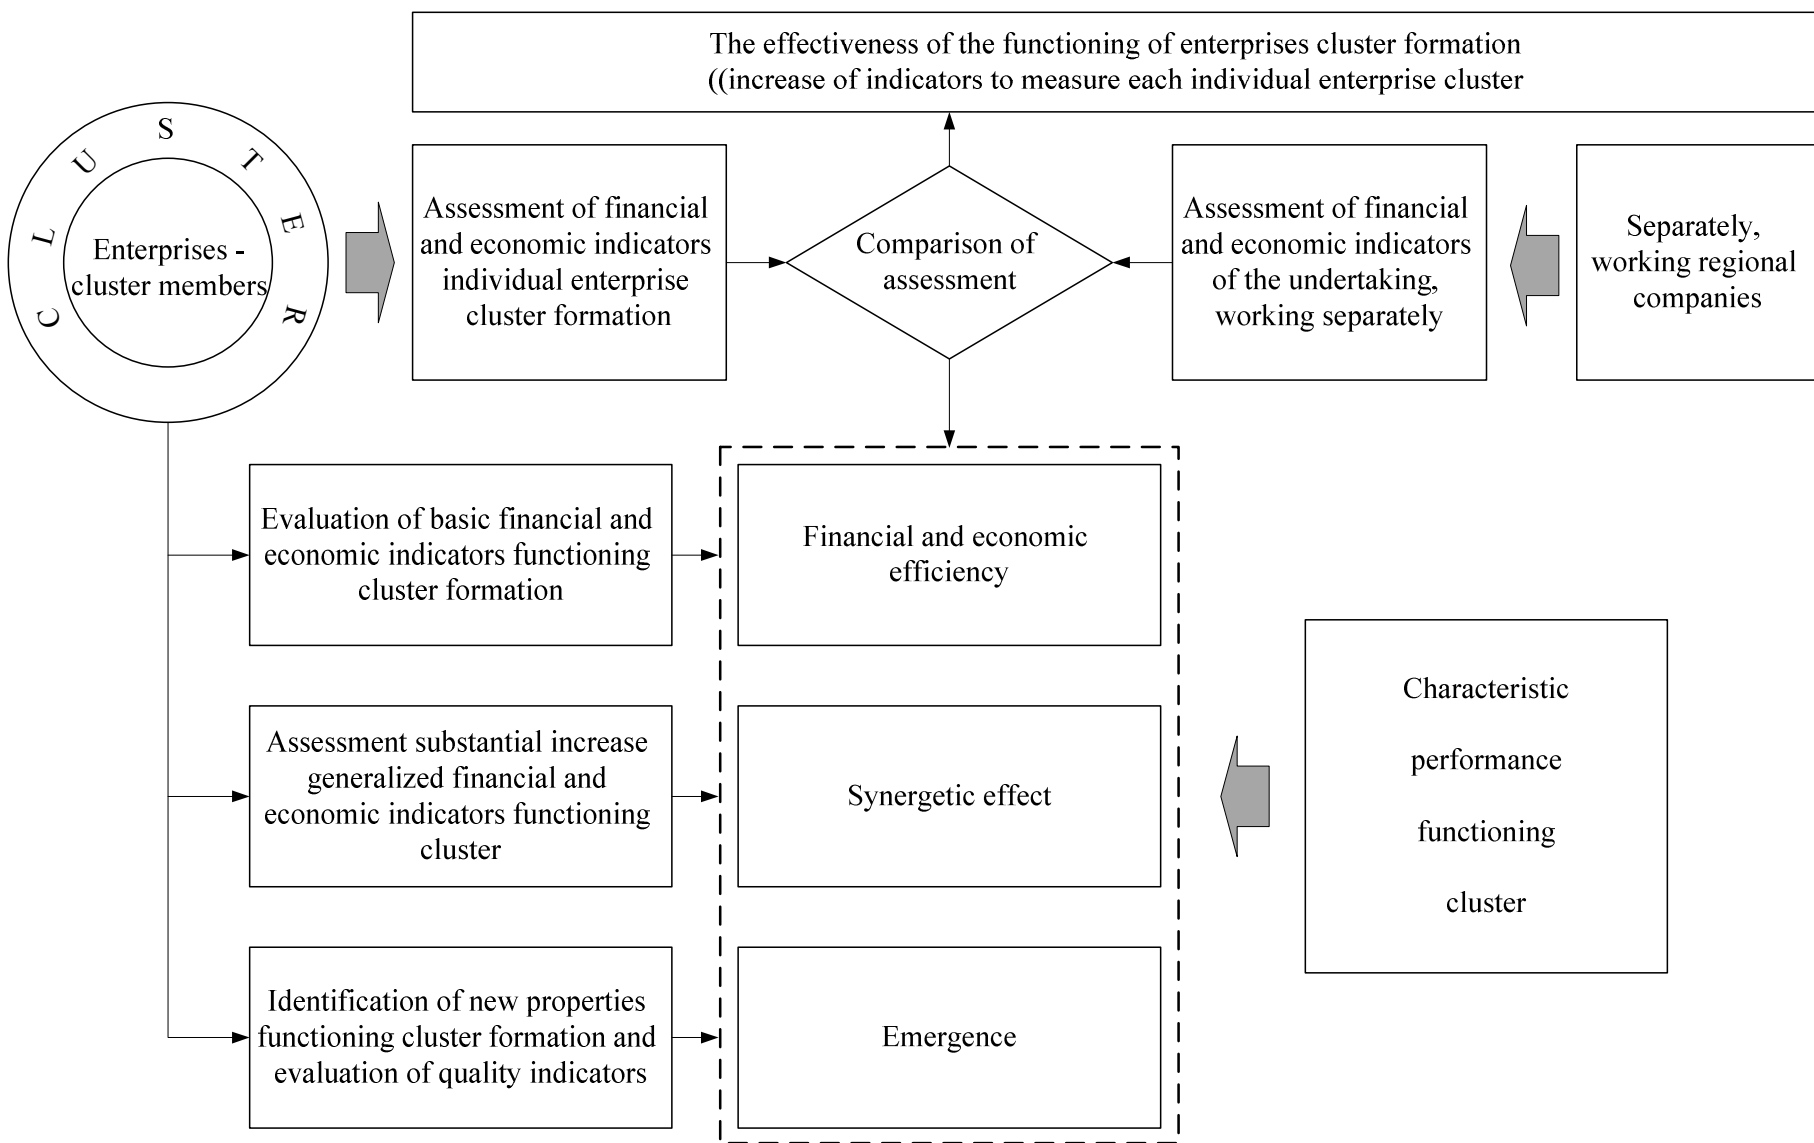 The effectiveness of the functioning of enterprises cluster formation
((increase of indicators to measure each individual enterprise cluster
C L U S T E R
Enterprises -
cluster members
Assessment of financial
and economic indicators
individual enterprise
cluster formation
Comparison of
assessment
Assessment of financial
and economic indicators
of the undertaking,
working separately
Separately,
working regional
companies
Evaluation of basic financial and
economic indicators functioning
cluster formation
Financial and economic
efficiency
Assessment substantial increase
generalized financial and
economic indicators functioning
cluster
Synergetic effect
Identification of new properties
functioning cluster formation and
evaluation of quality indicators
Emergence
Characteristic
performance
functioning
cluster